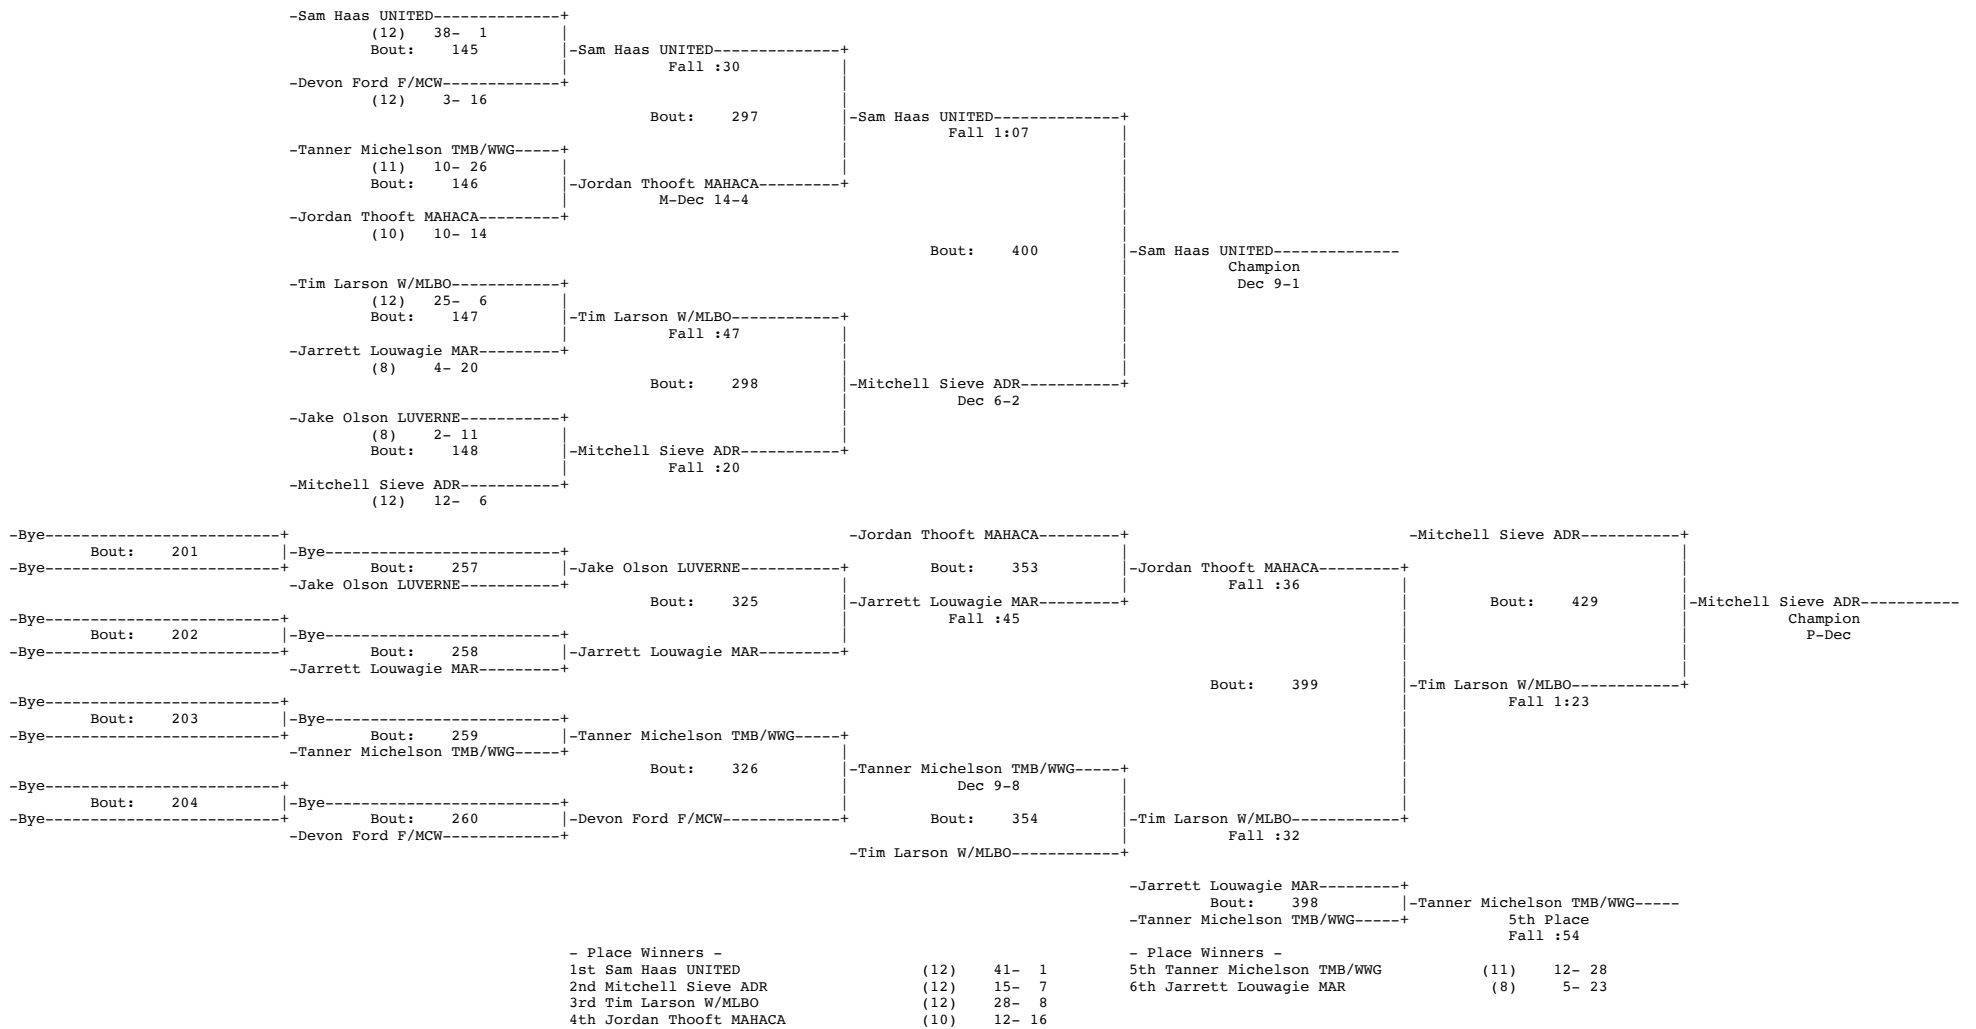 -Sam Haas UNITED--------------+
(12) 38- 1
Bout: 145 |-Sam Haas UNITED--------------+
Fall :30
-Devon Ford F/MCW-------------+
(12) 3- 16
Bout: 297 |-Sam Haas UNITED--------------+
Fall 1:07
-Tanner Michelson TMB/WWG-----+
(11) 10- 26
Bout: 146 |-Jordan Thooft MAHACA---------+
M-Dec 14-4
-Jordan Thooft MAHACA---------+
(10) 10- 14
Bout: 400 |-Sam Haas UNITED--------------
Champion
-Tim Larson W/MLBO------------+ Dec 9-1
(12) 25- 6
Bout: 147 |-Tim Larson W/MLBO------------+
Fall :47
-Jarrett Louwagie MAR---------+
(8) 4- 20
Bout: 298 |-Mitchell Sieve ADR-----------+
Dec 6-2
-Jake Olson LUVERNE-----------+
(8) 2- 11
Bout: 148 |-Mitchell Sieve ADR-----------+
Fall :20
-Mitchell Sieve ADR-----------+
(12) 12- 6
-Bye--------------------------+ -Jordan Thooft MAHACA---------+ -Mitchell Sieve ADR-----------+
Bout: 201 |-Bye--------------------------+
-Bye--------------------------+ Bout: 257 |-Jake Olson LUVERNE-----------+ Bout: 353 |-Jordan Thooft MAHACA---------+
-Jake Olson LUVERNE-----------+ Fall :36
Bout: 325 |-Jarrett Louwagie MAR---------+ Bout: 429 |-Mitchell Sieve ADR-----------
-Bye--------------------------+ Fall :45 Champion
Bout: 202 |-Bye--------------------------+ P-Dec
-Bye--------------------------+ Bout: 258 |-Jarrett Louwagie MAR---------+
-Jarrett Louwagie MAR---------+
Bout: 399 |-Tim Larson W/MLBO------------+
-Bye--------------------------+ Fall 1:23
Bout: 203 |-Bye--------------------------+
-Bye--------------------------+ Bout: 259 |-Tanner Michelson TMB/WWG-----+
-Tanner Michelson TMB/WWG-----+
Bout: 326 |-Tanner Michelson TMB/WWG-----+
-Bye--------------------------+ Dec 9-8
Bout: 204 |-Bye--------------------------+
-Bye--------------------------+ Bout: 260 |-Devon Ford F/MCW-------------+ Bout: 354 |-Tim Larson W/MLBO------------+
-Devon Ford F/MCW-------------+ Fall :32
-Tim Larson W/MLBO------------+
-Jarrett Louwagie MAR---------+
Bout: 398 |-Tanner Michelson TMB/WWG-----
-Tanner Michelson TMB/WWG-----+ 5th Place
Fall :54
- Place Winners - - Place Winners -
1st Sam Haas UNITED (12) 41- 1 5th Tanner Michelson TMB/WWG (11) 12- 28
2nd Mitchell Sieve ADR (12) 15- 7 6th Jarrett Louwagie MAR (8) 5- 23
3rd Tim Larson W/MLBO (12) 28- 8
4th Jordan Thooft MAHACA (10) 12- 16